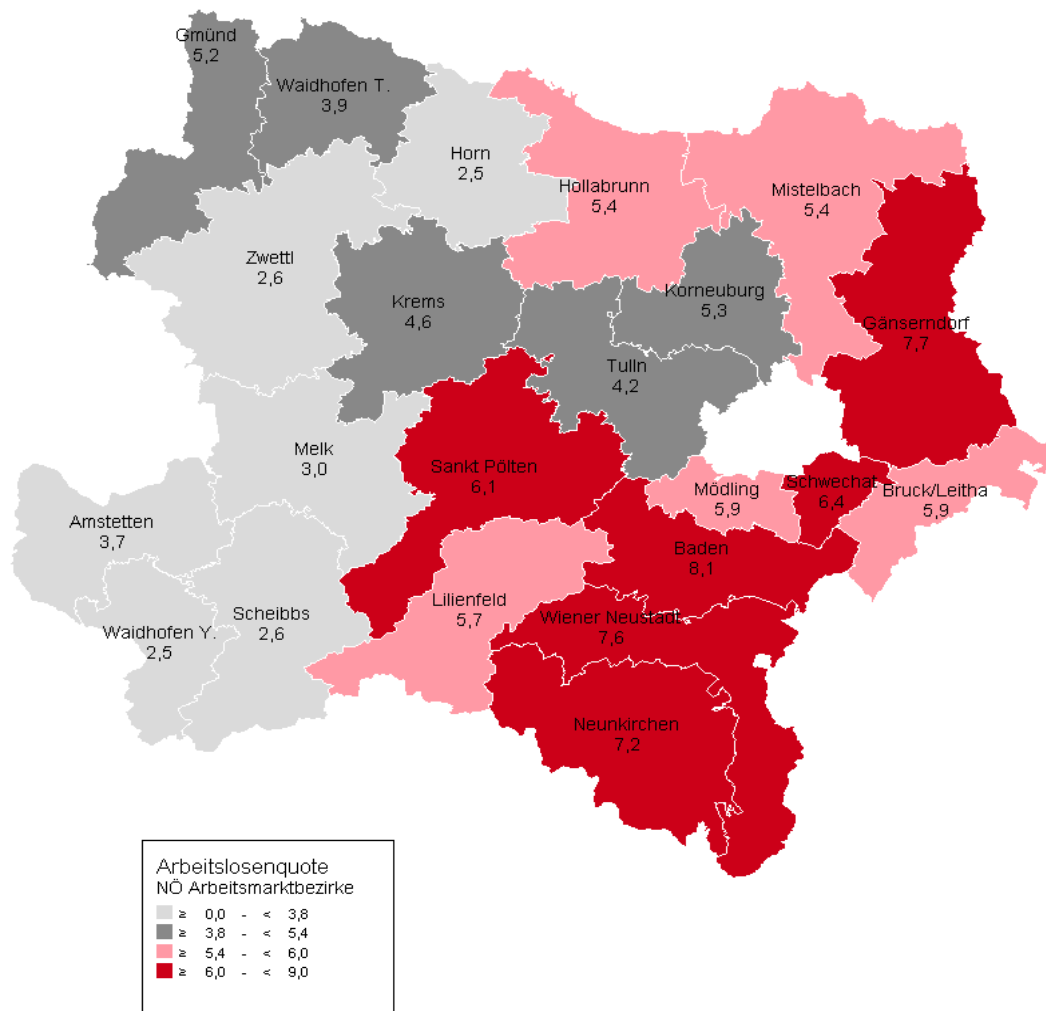 Gmünd
5,2
Waidhofen T.
3,9
Horn
2,5
Hollabrunn
5,4
Mistelbach
5,4
Zwettl
2,6
Krems
4,6
Korneuburg
5,3
Gänserndorf
7,7
Tulln
4,2
Melk
3,0
Sankt Pölten
6,1
Mödling
5,9
Schwechat
6,4
Bruck/Leitha
5,9
Amstetten
3,7
Baden
8,1
Scheibbs
2,6
Lilienfeld
5,7
Wiener Neustadt
7,6
Waidhofen Y.
2,5
Neunkirchen
7,2
Arbeitslosenquote
NÖ Arbeitsmarktbezirke
≥ 0,0 - < 3,8
≥ 3,8 - < 5,4
≥ 5,4 - < 6,0
≥ 6,0 - < 9,0